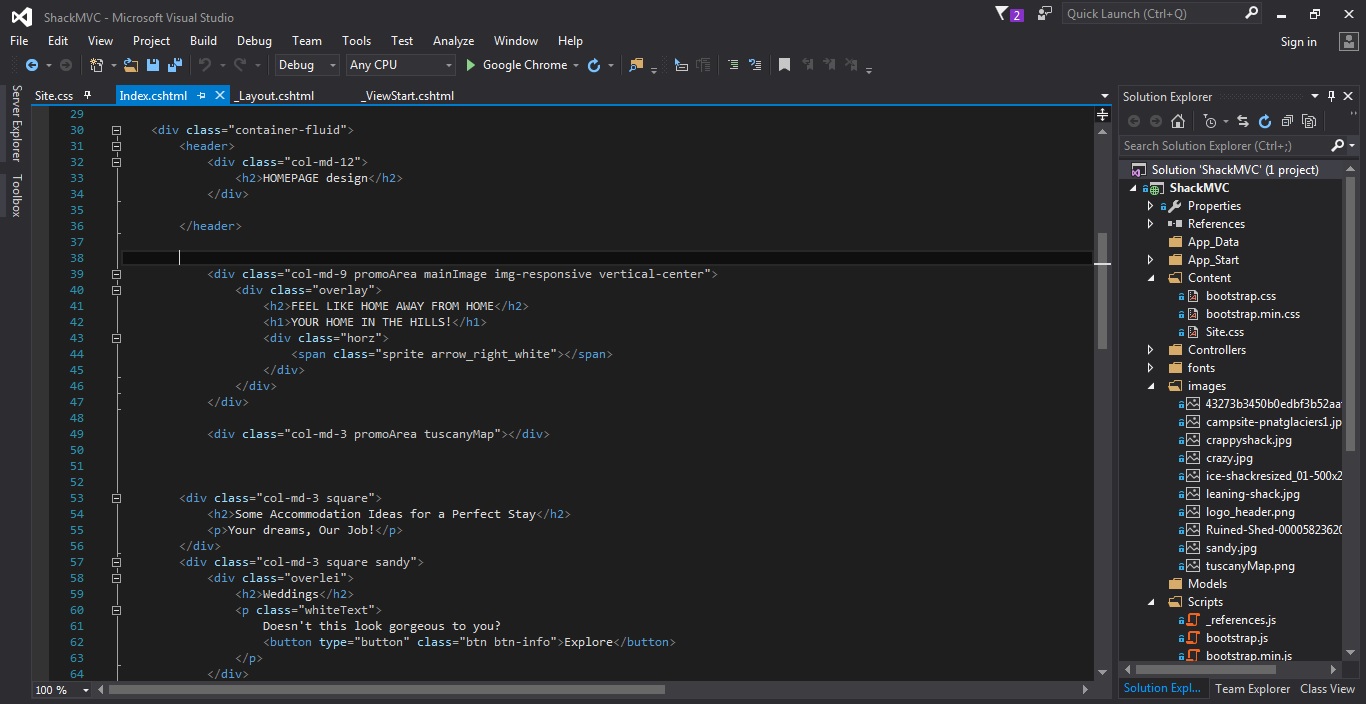 ShackMVC - Microsoft Visual Studio
2
Quick Launch (Ctrl+Q)
File Edit View Project Build Debug Team Tools Test Analyze Window Help
Sign in
Debug Any CPU Google Chrome
Server Explorer
Toolbox
Site.css Index.cshtml _Layout.cshtml _ViewStart.cshtml
29
30 <div class="container-fluid">
31 <header>
32 <div class="col-md-12">
33 <h2>HOMEPAGE design</h2>
34 </div>
35
36 </header>
37
38
39 <div class="col-md-9 promoArea mainImage img-responsive vertical-center">
40 <div class="overlay">
41 <h2>FEEL LIKE HOME AWAY FROM HOME</h2>
42 <h1>YOUR HOME IN THE HILLS!</h1>
43 <div class="horz">
44 <span class="sprite arrow_right_white"></span>
45 </div>
46 </div>
47 </div>
48
49 <div class="col-md-3 promoArea tuscanyMap"></div>
50
51
52
53 <div class="col-md-3 square">
54 <h2>Some Accommodation Ideas for a Perfect Stay</h2>
55 <p>Your dreams, Our Job!</p>
56 </div>
57 <div class="col-md-3 square sandy">
58 <div class="overlei">
59 <h2>Weddings</h2>
60 <p class="whiteText">
61 Doesn't this look gorgeous to you?
62 <button type="button" class="btn btn-info">Explore</button>
63 </p>
64 </div>
100 %
Solution Explorer
Search Solution Explorer (Ctrl+;)
Solution 'ShackMVC' (1 project)
ShackMVC
Properties
References
App_Data
App_Start
Content
bootstrap.css
bootstrap.min.css
Site.css
Controllers
fonts
images
43273b3450b0edbf3b52aa
campsite-pnatglaciers1.jp
crappyshack.jpg
crazy.jpg
ice-shackresized_01-500x2
leaning-shack.jpg
logo_header.png
Ruined-Shed-0000582362
sandy.jpg
tuscanyMap.png
Models
Scripts
_references.js
bootstrap.js
bootstrap.min.js
Solution Expl... Team Explorer Class View